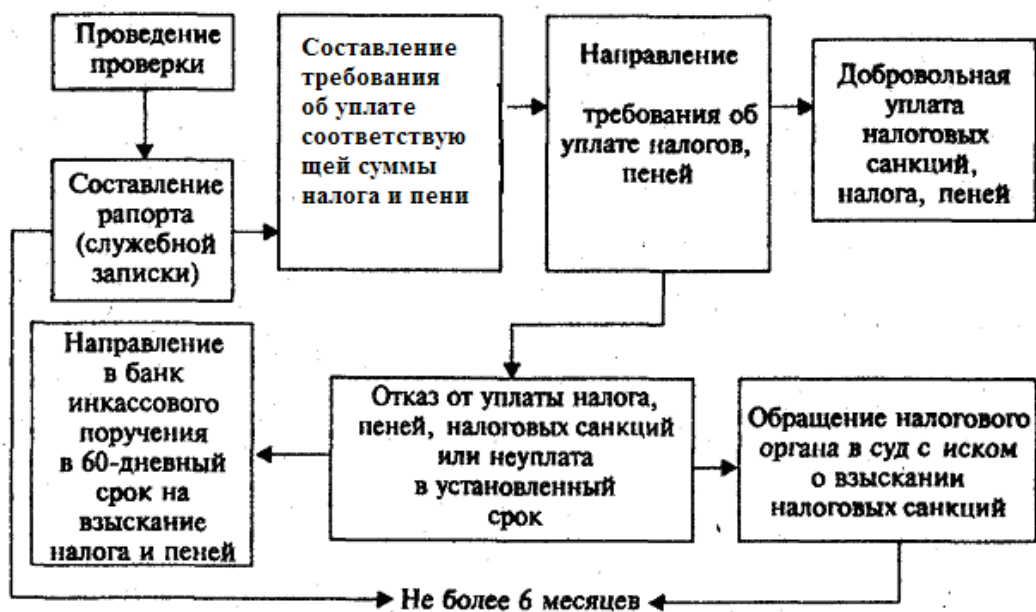 Проведение
проверки
Составление
требования
об уплате
соответствую
щей суммы
налога и пени
Направление
требования об
уплате налогов,
пеней
Добровольная
уплата
налоговых
санкций,
налога, пеней
Составление
рапорта
(служебной
записки)
Направление
в банк
инкассового
поручения
в 60-дневный
срок на
взыскание
налога и пеней
Отказ от уплаты налога,
пеней, налоговых санкций
или неуплата
в установленный
срок
Обращение налогового
органа в суд с иском
о взыскании
налоговых санкций
Не более 6 месяцев